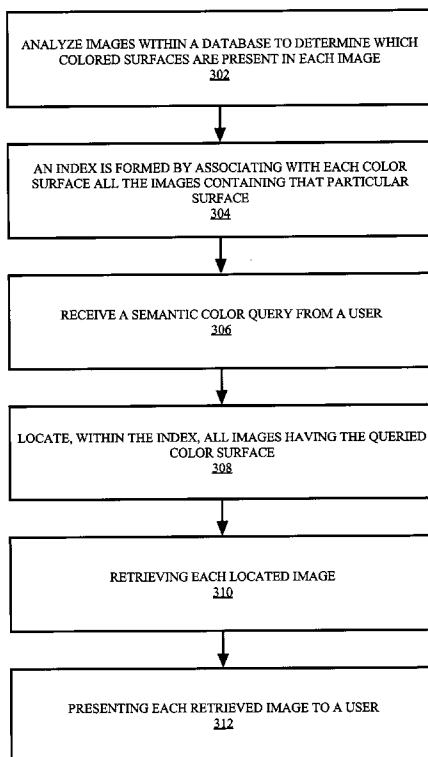 ANALYZE IMAGES WITHIN A DATABASE TO DETERMINE WHICH
COLORED SURFACES ARE PRESENT IN EACH IMAGE
302
AN INDEX IS FORMED BY ASSOCIATING WITH EACH COLOR
SURFACE ALL THE IMAGES CONTAINING THAT PARTICULAR
SURFACE
304
RECEIVE A SEMANTIC COLOR QUERY FROM A USER
306
LOCATE, WITHIN THE INDEX, ALL IMAGES HAVING THE QUERIED
COLOR SURFACE
308
RETRIEVING EACH LOCATED IMAGE
310
PRESENTING EACH RETRIEVED IMAGE TO A USER
312